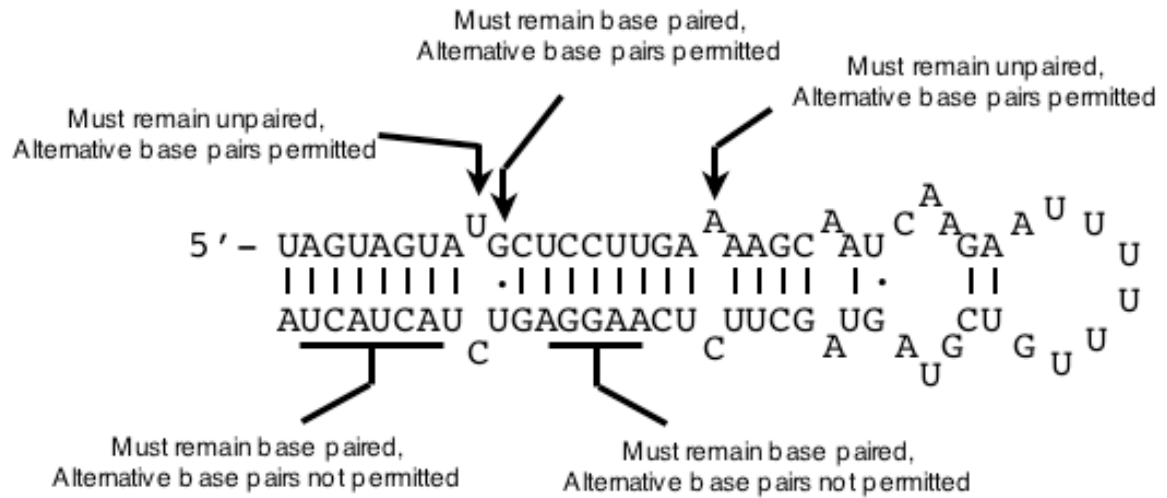 Must remain base paired,
Alternative base pairs permitted
Must remain unpaired,
Alternative base pairs permitted
Must remain unpaired,
Alternative base pairs permitted
5′– UAGUAGUA U GCUCCUUGA A AAGC A AU C A A GA A U U U
AUCAUCAU C UGAGGAACU C UUCG A UG A U G CU G U U U
Must remain base paired,
Alternative base pairs not permitted
Must remain base paired,
Alternative base pairs not permitted